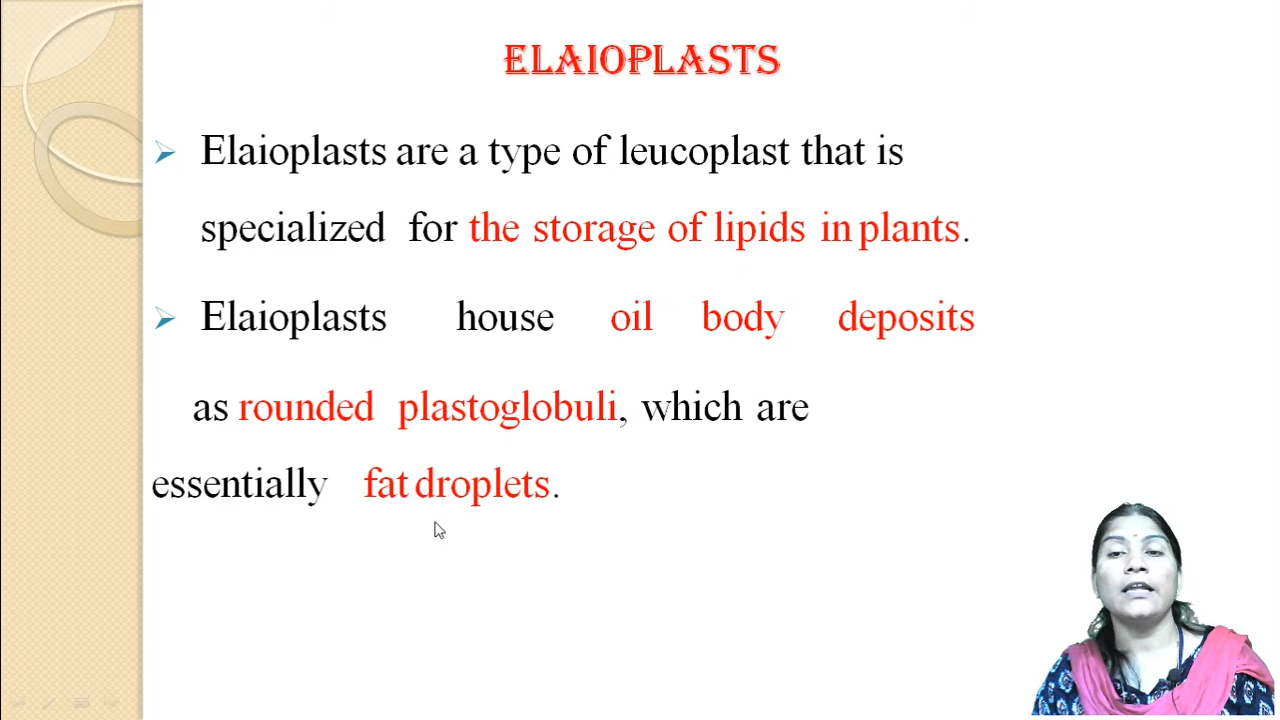 ELAIOPLASTS
Elaioplasts are a type of leucoplast that is
specialized for the storage of lipids in plants.
Elaioplasts house oil body deposits
as rounded plastoglobuli, which are
essentially fat droplets.